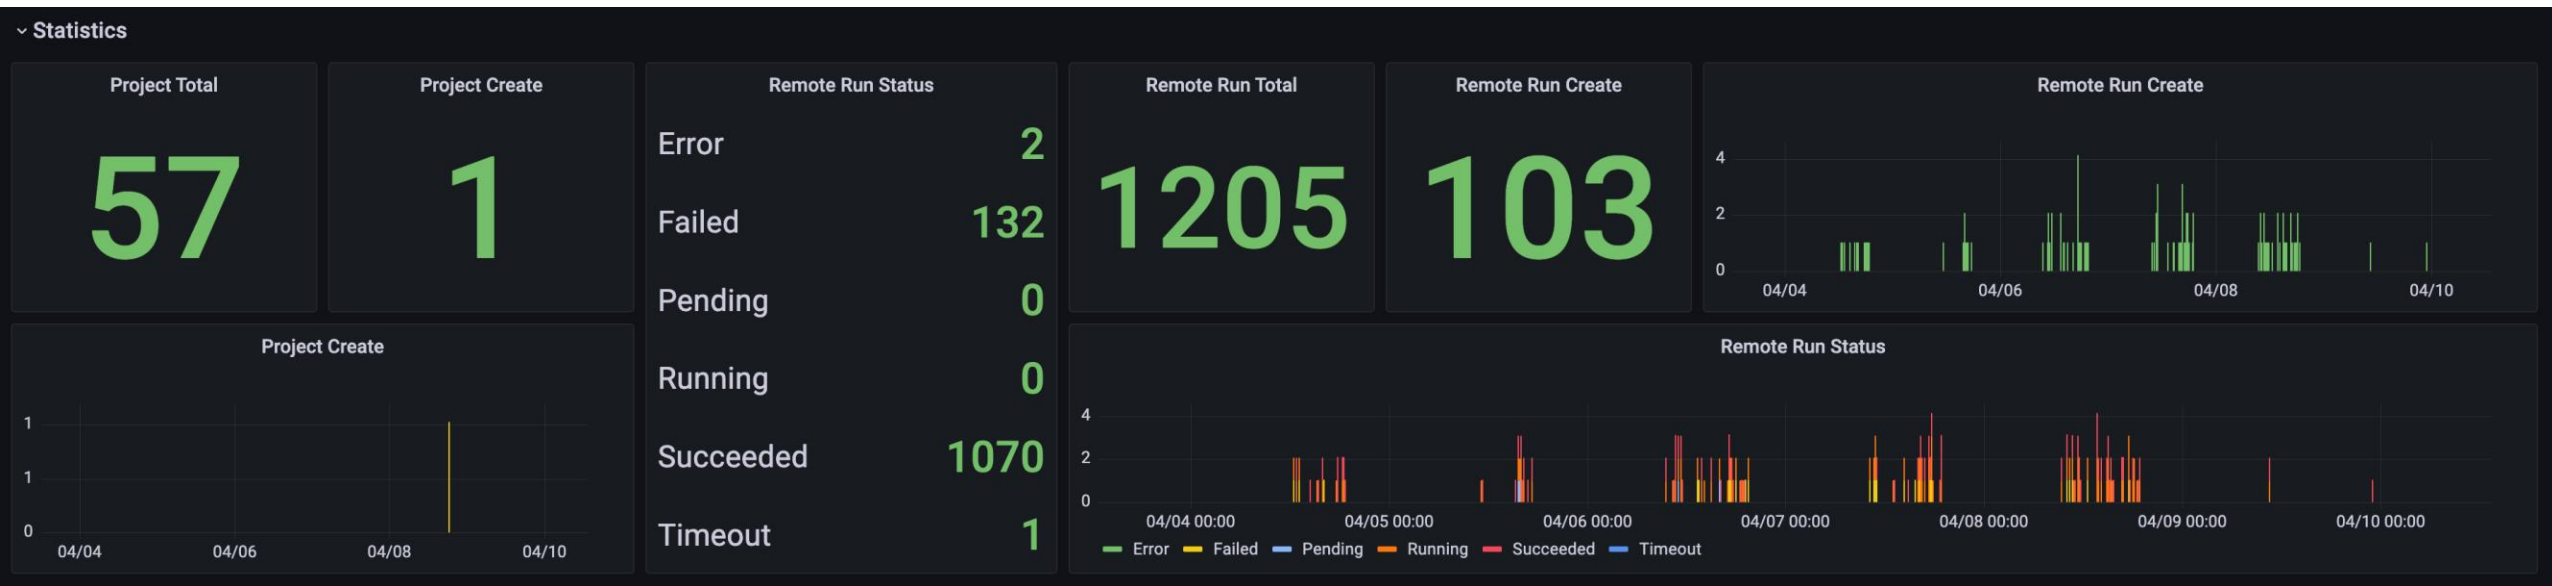 Statistics
Project Total
57
Project Create
1
Remote Run Status
Error 2
Failed 132
Pending 0
Running 0
Succeeded 1070
Timeout 1
Remote Run Total
1205
Remote Run Create
103
Remote Run Create
4
2
0
04/04 04/06 04/08 04/10
Project Create
1
1
0
04/04 04/06 04/08 04/10
Remote Run Status
4
2
0
04/04 00:00 04/05 00:00 04/06 00:00 04/07 00:00 04/08 00:00 04/09 00:00 04/10 00:00
Error Failed Pending Running Succeeded Timeout